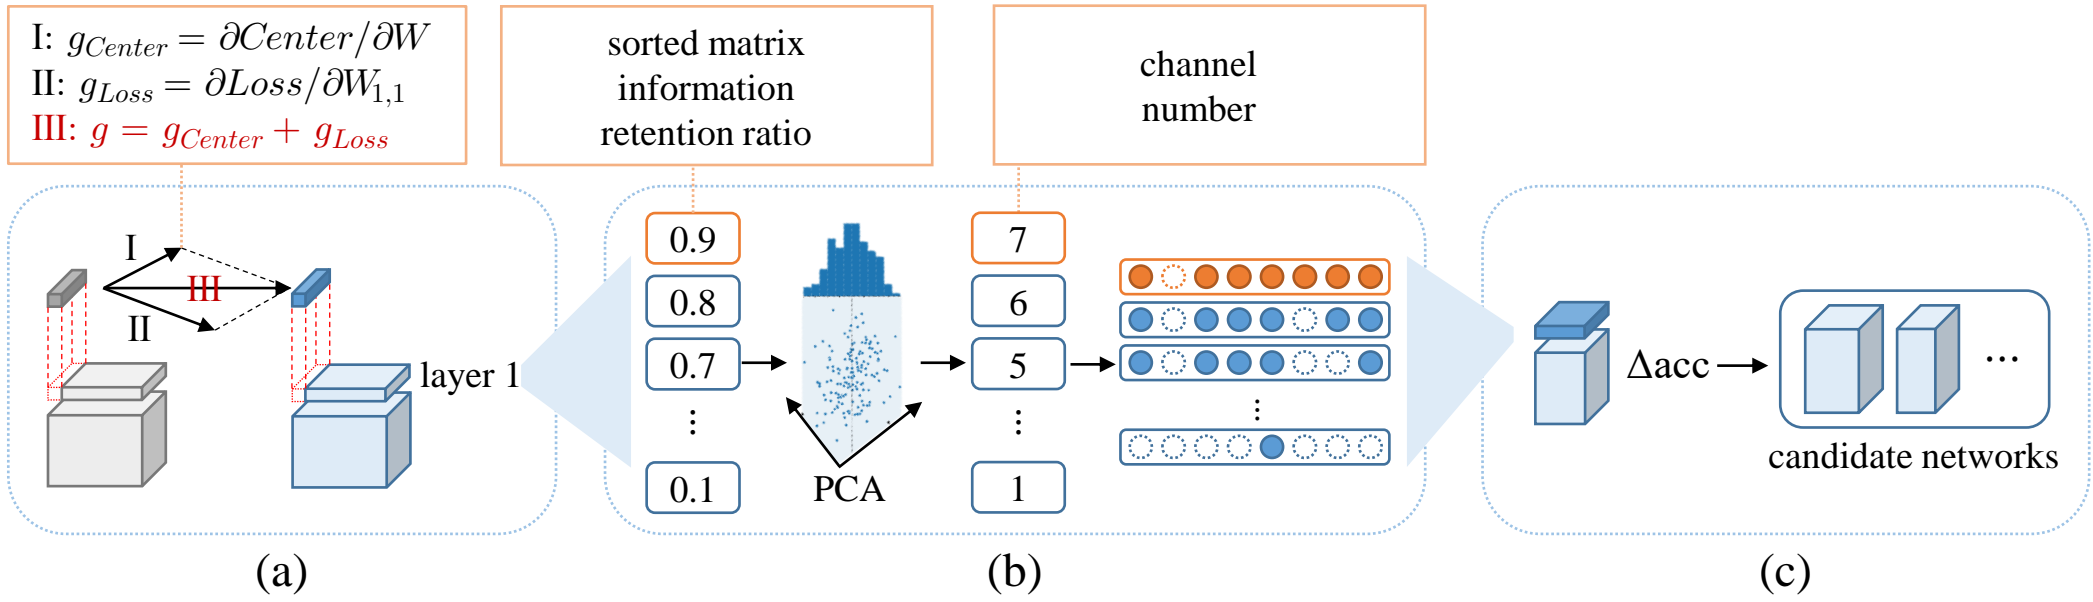 I: g_Center = ∂Center/∂W
II: g_Loss = ∂Loss/∂W_1,1
III: g = g_Center + g_Loss
sorted matrix
information
retention ratio
channel
number
I
III
II
layer 1
0.9
0.8
0.7
⋮
0.1
PCA
7
6
5
⋮
1
⋮
Δacc
...
candidate networks
(a)
(b)
(c)